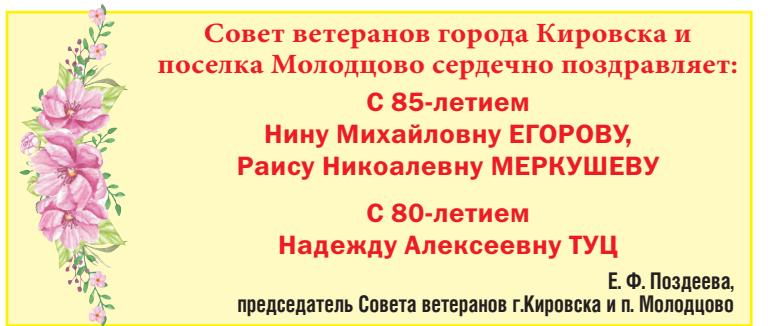 Совет ветеранов города Кировска и
поселка Молодцово сердечно поздравляет:
С 85-летием
Нину Михайловну ЕГОРОВУ,
Раису Никоалевну МЕРКУШЕВУ
С 80-летием
Надежду Алексеевну ТУЦ
Е. Ф. Поздеева,
председатель Совета ветеранов г.Кировска и п. Молодцово